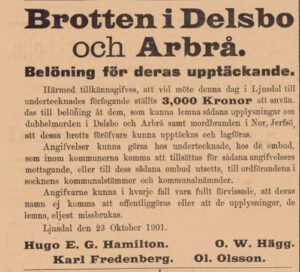 Brotten i Delsbo
och Arbrå.
Belöning för deras upptäckande.
Härmed tillkännagifves, att vid möte denna dag i Ljusdal till
undertecknades förfogande ställts 3,000 Kronor att använ.
das till belöning åt dem, som kunna lemna sådana upplysningar om
dubbelmorden i Delsbo och Arbrå samt mordbranden i Nor, Jerfsö,
att dessa brotts föröfvare kunna upptäckas och lagföras.
Angifvelser kunna göras hos undertecknade, hos de ombud,
som inom kommunerna komma att tillsättas för sådana angifvelsers
mottagande, eller till dess sådana ombud utsetts, till ordförandena i
socknens kommunalstämmor och kommunalnämnder.
Angifvarne kunna i hvarje fall vara fullt förvissade, att deras
namn ej komma att offentliggöras eller att de upplysningar, de
lemna, eljest missbrukas.
Ljusdal den 23 Oktober 1901.
Hugo E. G. Hamilton. O. W. Hägg.
Karl Fredenberg. Ol. Olsson.